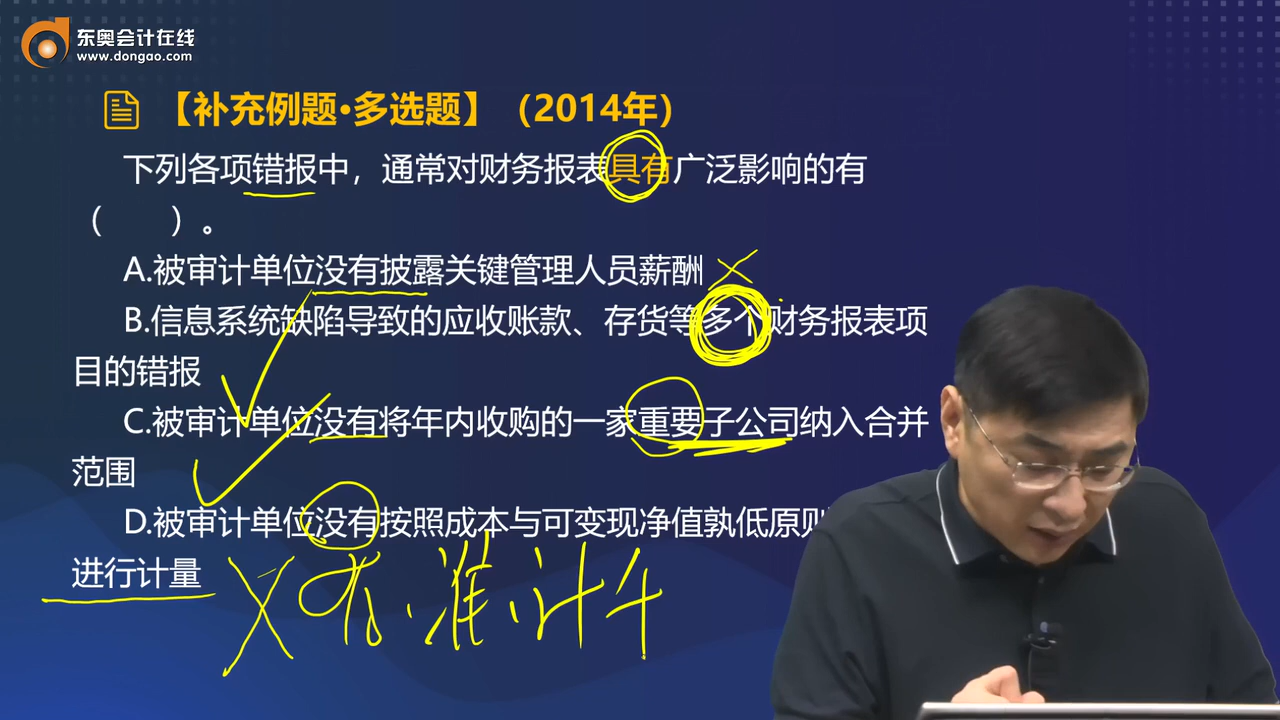 东奥会计在线
www.dongao.com
【补充例题·多选题】（2014年）
下列各项错报中，通常对财务报表具有广泛影响的有
（　　）。
A.被审计单位没有披露关键管理人员薪酬
B.信息系统缺陷导致的应收账款、存货等多个财务报表项
目的错报
C.被审计单位没有将年内收购的一家重要子公司纳入合并
范围
D.被审计单位没有按照成本与可变现净值孰低原则
进行计量